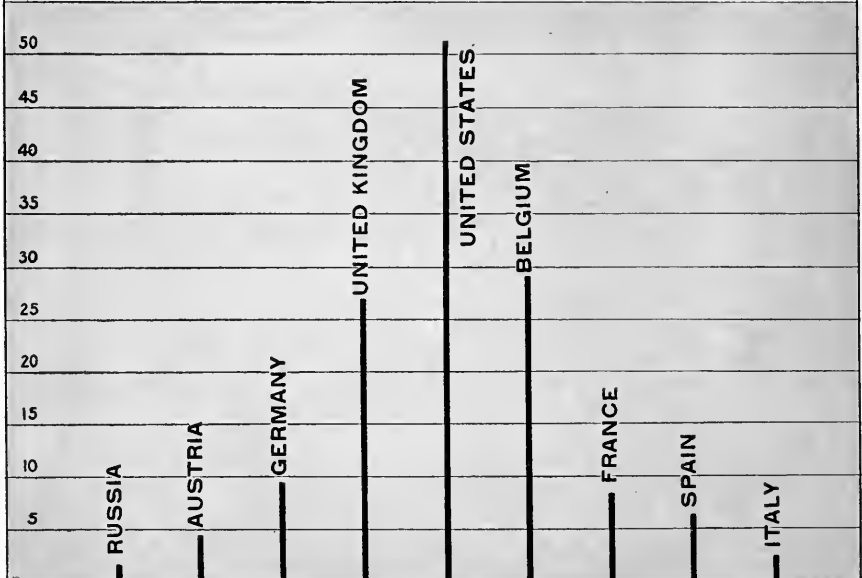 50
45
40
35
30
25
20
15
10
5
RUSSIA
AUSTRIA
GERMANY
UNITED KINGDOM
UNITED STATES.
BELGIUM
FRANCE
SPAIN
ITALY